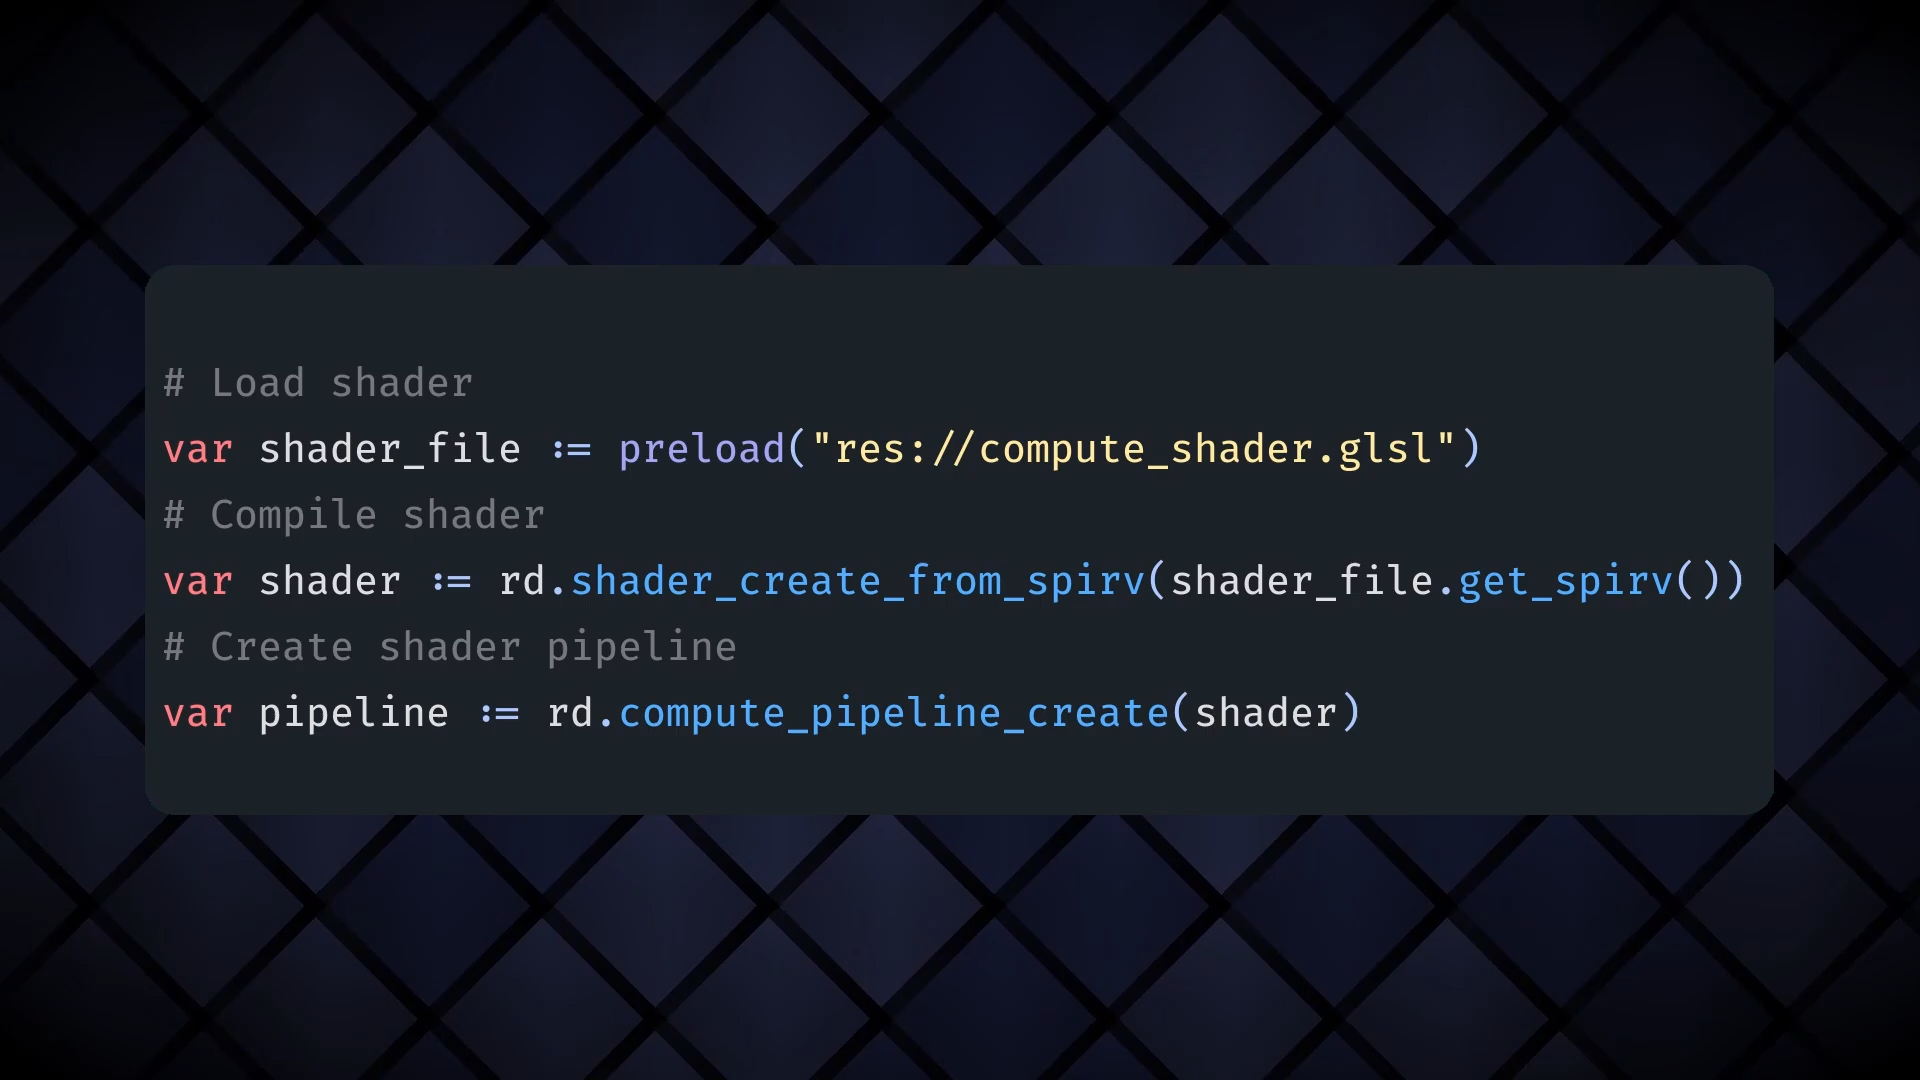 # Load shader
var shader_file := preload("res://compute_shader.glsl")
# Compile shader
var shader := rd.shader_create_from_spirv(shader_file.get_spirv())
# Create shader pipeline
var pipeline := rd.compute_pipeline_create(shader)